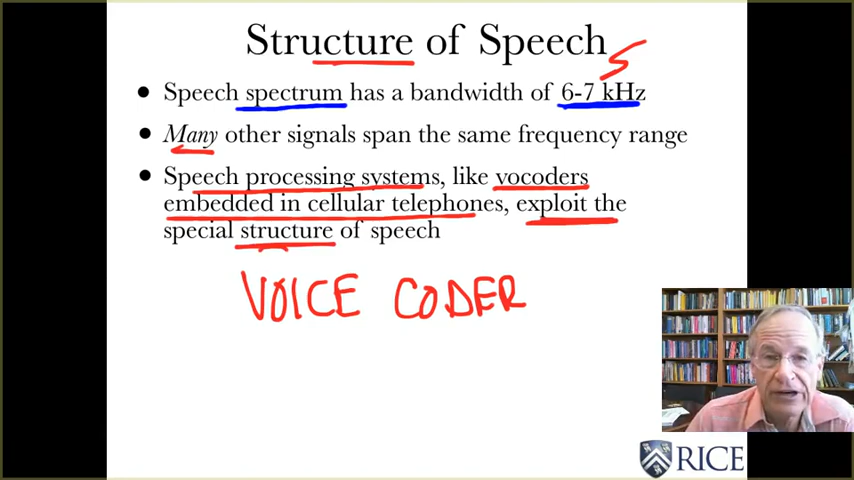 Structure of Speech
• Speech spectrum has a bandwidth of 6-7 kHz
• Many other signals span the same frequency range
• Speech processing systems, like vocoders
embedded in cellular telephones, exploit the
special structure of speech
VOICE CODER
RICE